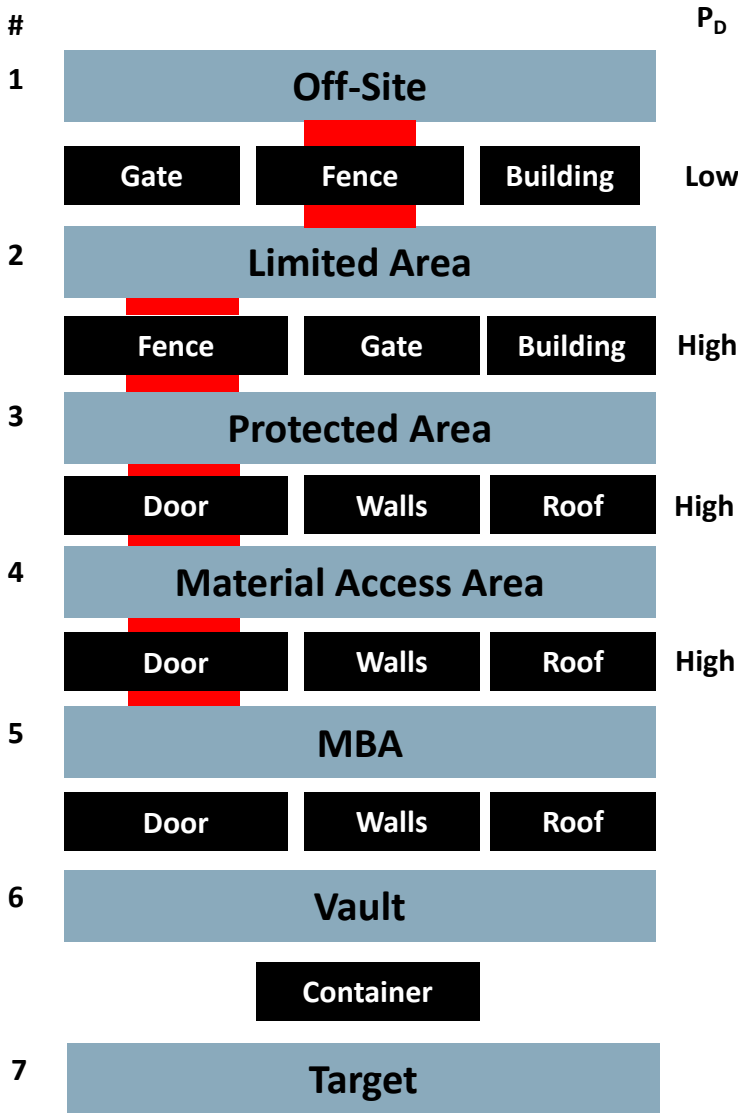 # P_D
1 Off-Site
Gate Fence Building Low
2 Limited Area
Fence Gate Building High
3 Protected Area
Door Walls Roof High
4 Material Access Area
Door Walls Roof High
5 MBA
Door Walls Roof
6 Vault
Container
7 Target